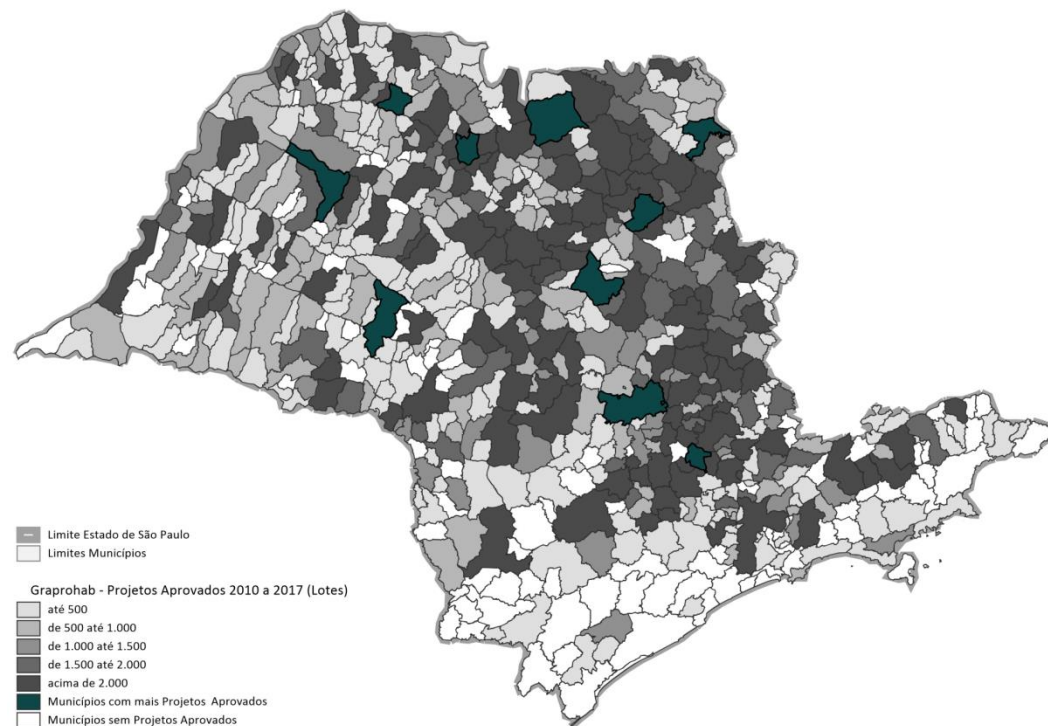 Limite Estado de São Paulo
Limites Municípios
Graprohab - Projetos Aprovados 2010 a 2017 (Lotes)
até 500
de 500 até 1.000
de 1.000 até 1.500
de 1.500 até 2.000
acima de 2.000
Municípios com mais Projetos Aprovados
Municípios sem Projetos Aprovados